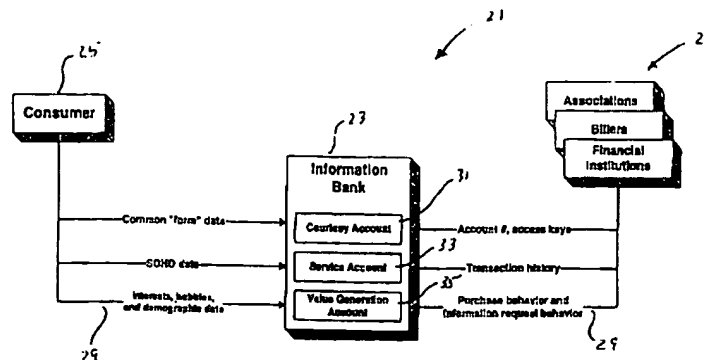 21
25
2
Consumer
Associations
Billers
Financial
Institutions
23
Information
Bank
31
Common "form" data
Courtesy Account
Account #, access keys
33
SOHO data
Service Account
Transaction history
35
Interests, hobbies,
and demographic data
Value Generation
Account
Purchase behavior and
information request behavior
29
29